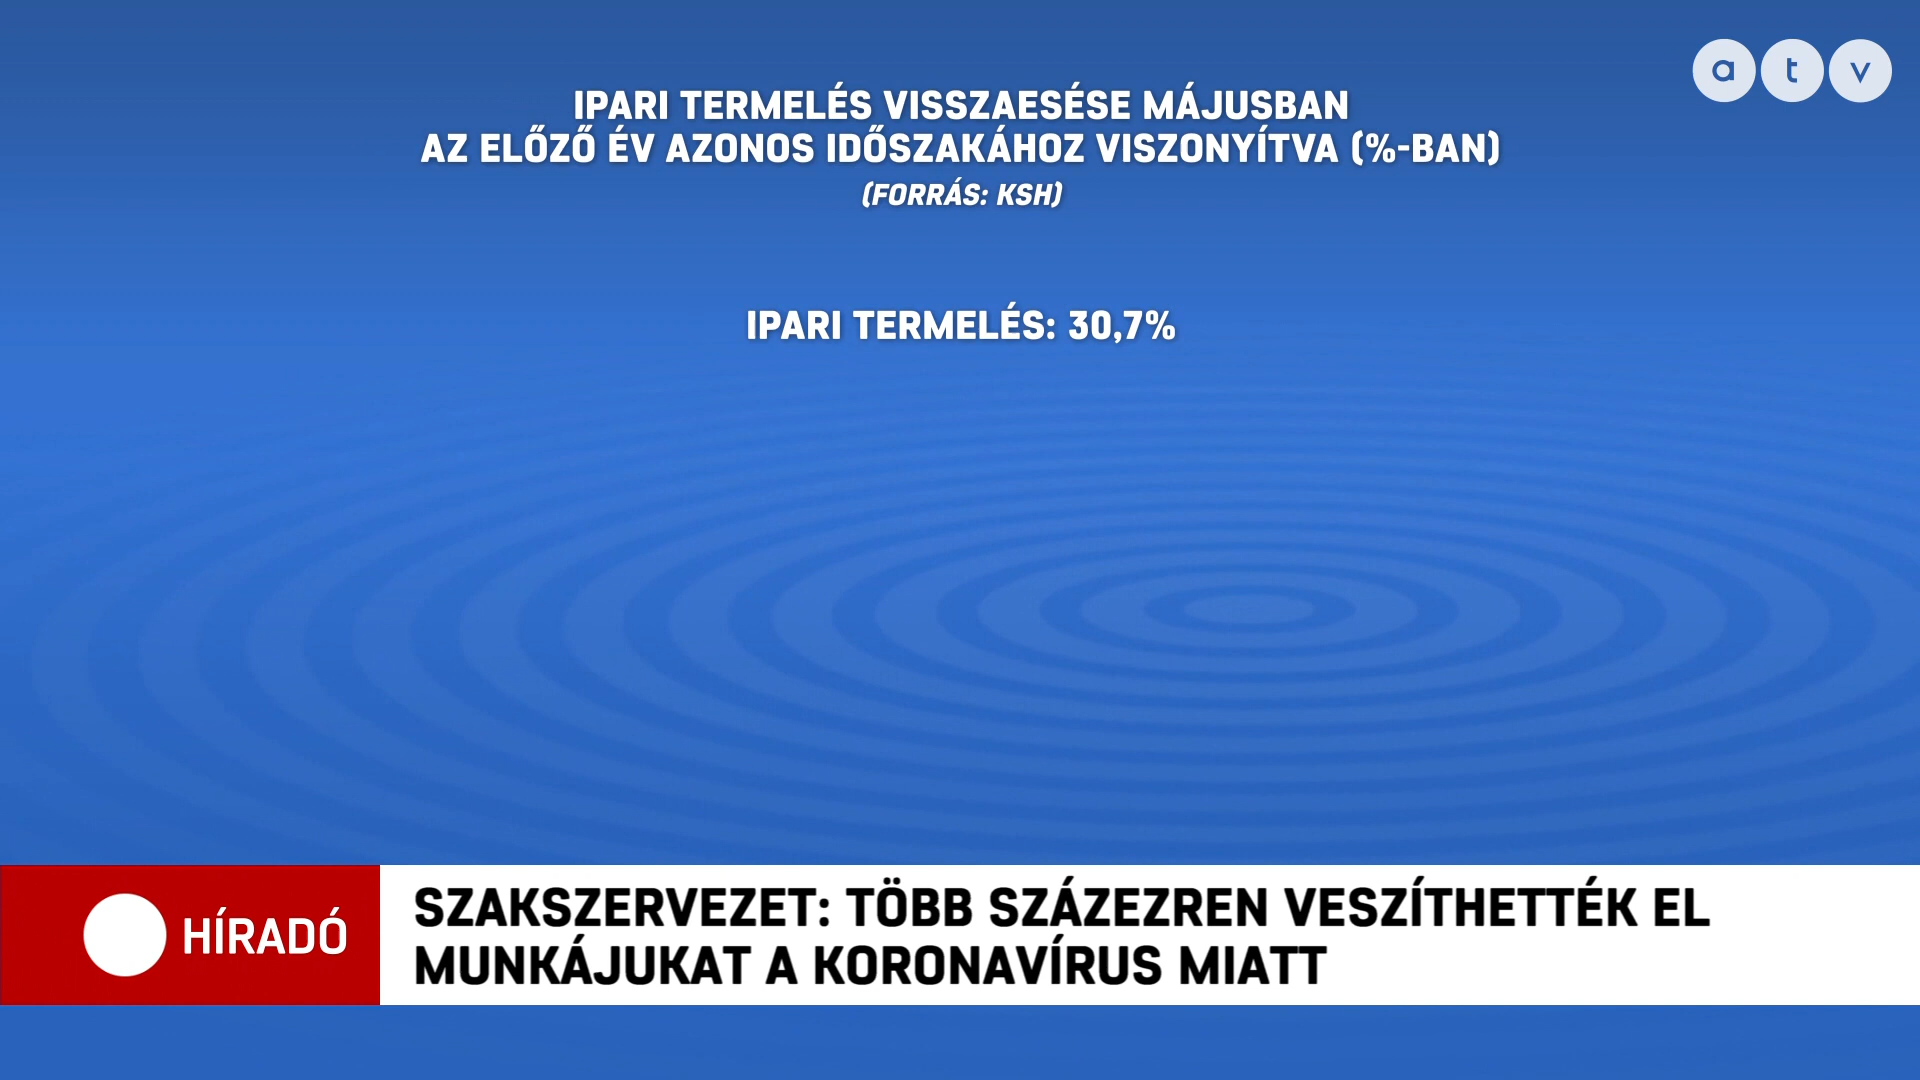 atv
IPARI TERMELÉS VISSZAESÉSE MÁJUSBAN
AZ ELŐZŐ ÉV AZONOS IDŐSZAKÁHOZ VISZONYÍTVA (%-BAN)
(FORRÁS: KSH)
IPARI TERMELÉS: 30,7%
HÍRADÓ
SZAKSZERVEZET: TÖBB SZÁZEZREN VESZÍTHETTÉK EL
MUNKÁJUKAT A KORONAVÍRUS MIATT